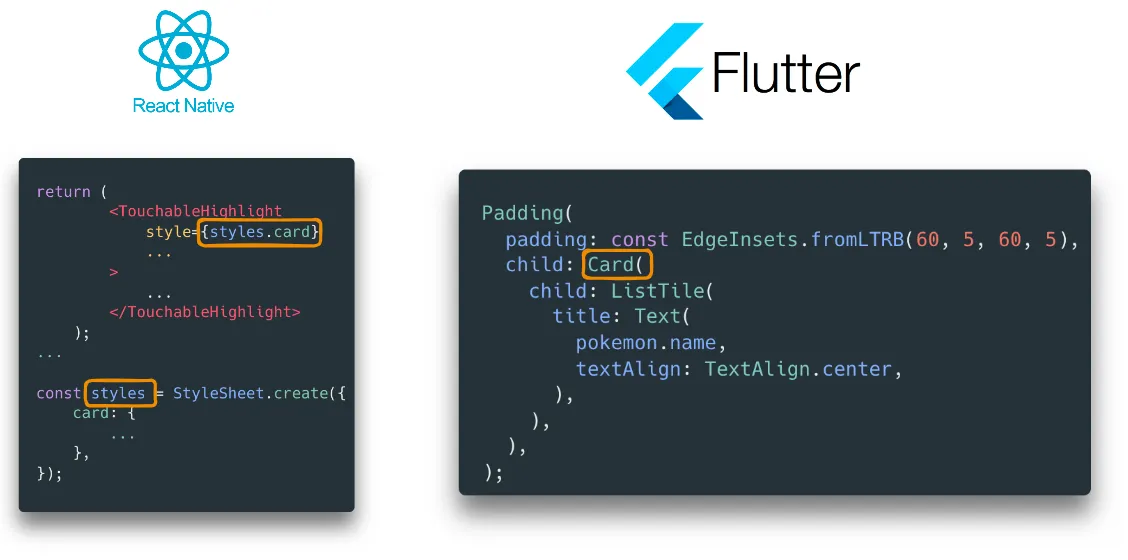 React Native
Flutter
return (
        <TouchableHighlight
            style={styles.card}
            ...
        >
            ...
        </TouchableHighlight>
    );
...
const styles = StyleSheet.create({
    card: {
        ...
    },
});
Padding(
  padding: const EdgeInsets.fromLTRB(60, 5, 60, 5),
  child: Card(
    child: ListTile(
      title: Text(
        pokemon.name,
        textAlign: TextAlign.center,
      ),
    ),
  ),
);